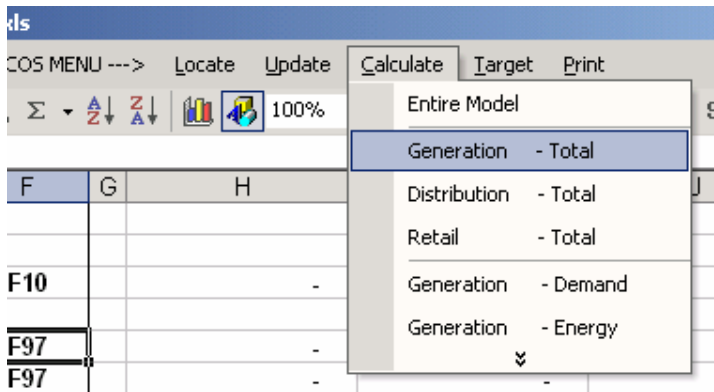 xls
COS MENU ---> Locate Update Calculate Target Print
Σ A Z Z A 100%
Entire Model
Generation - Total
Distribution - Total
Retail - Total
Generation - Demand
Generation - Energy
F G H J
F10 -
F97 -
F97 - -